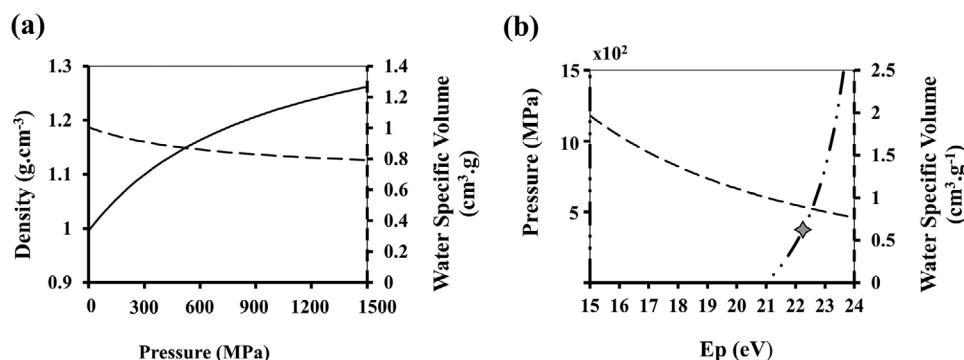 (a)
1.3
1.2
1.1
1
0.9
Density (g.cm-3)
1.4
1.2
1
0.8
0.6
0.4
0.2
0
Water Specific Volume
(cm3·g)
0 300 600 900 1200 1500
Pressure (MPa)
(b)
x10²
15
10
5
Pressure (MPa)
2.5
2
1.5
1
0.5
0
Water Specific Volume
(cm³·g-1)
15 16 17 18 19 20 21 22 23 24
Ep (eV)